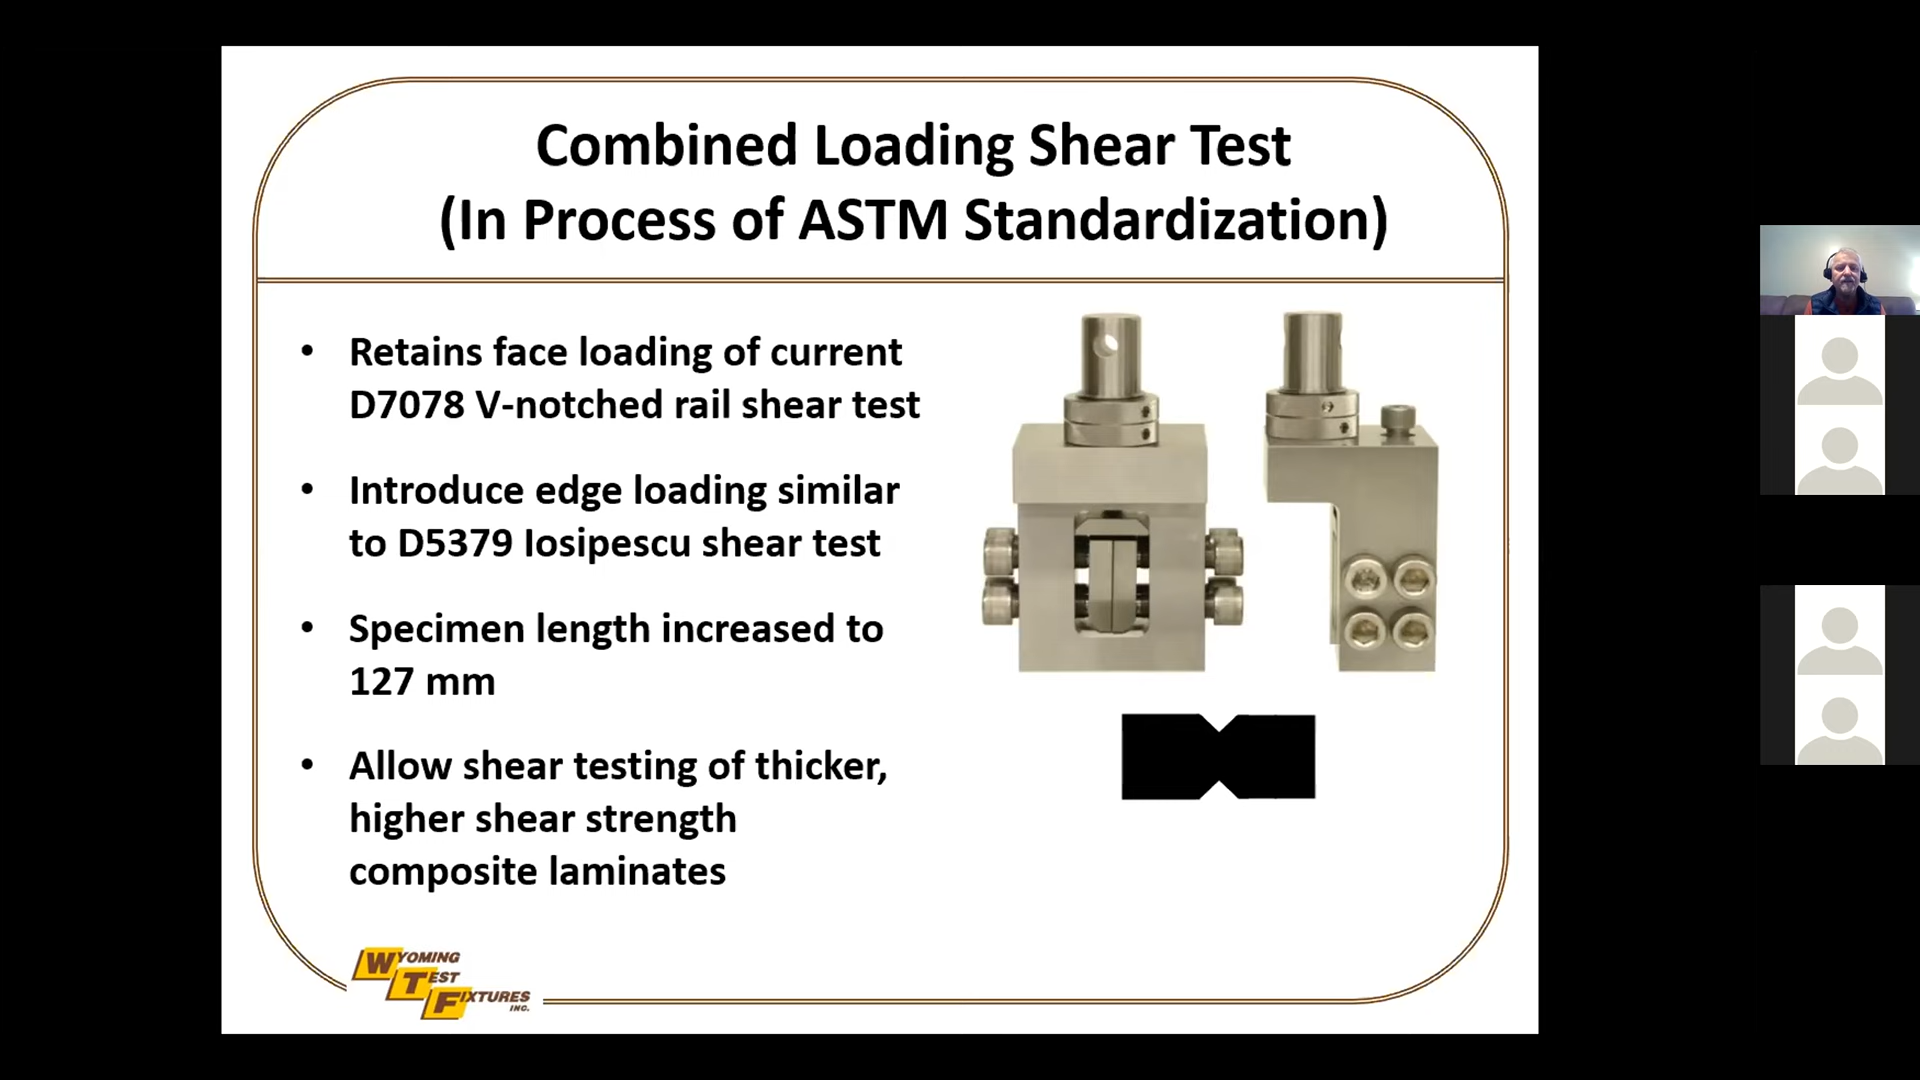 Combined Loading Shear Test
(In Process of ASTM Standardization)
• Retains face loading of current
D7078 V-notched rail shear test
• Introduce edge loading similar
to D5379 Iosipescu shear test
• Specimen length increased to
127 mm
• Allow shear testing of thicker,
higher shear strength
composite laminates
WYOMING
TEST
FIXTURES
INC.